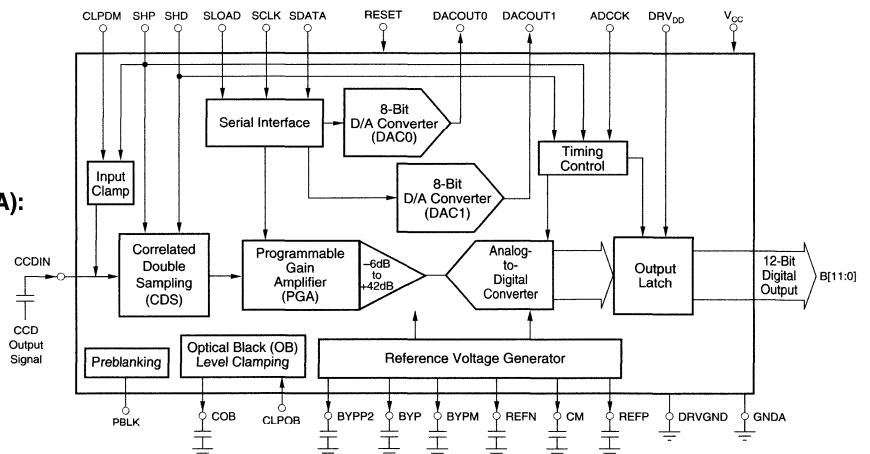 CLPDM SHP SHD SLOAD SCLK SDATA RESET DACOUT0 DACOUT1 ADCCK DRVDD VCC
8-Bit
D/A Converter
(DAC0)
Serial Interface
Timing
Control
Input
Clamp
8-Bit
D/A Converter
(DAC1)
A):
CCDIN
Correlated
Double
Sampling
(CDS)
Programmable
Gain
Amplifier
(PGA)
–6dB
to
+42dB
Analog-
to-
Digital
Converter
Output
Latch
12-Bit
Digital
Output
B[11:0]
CCD
Output
Signal
Preblanking
Optical Black (OB)
Level Clamping
Reference Voltage Generator
PBLK COB CLPOB BYPP2 BYP BYPM REFN CM REFP DRVGND GNDA